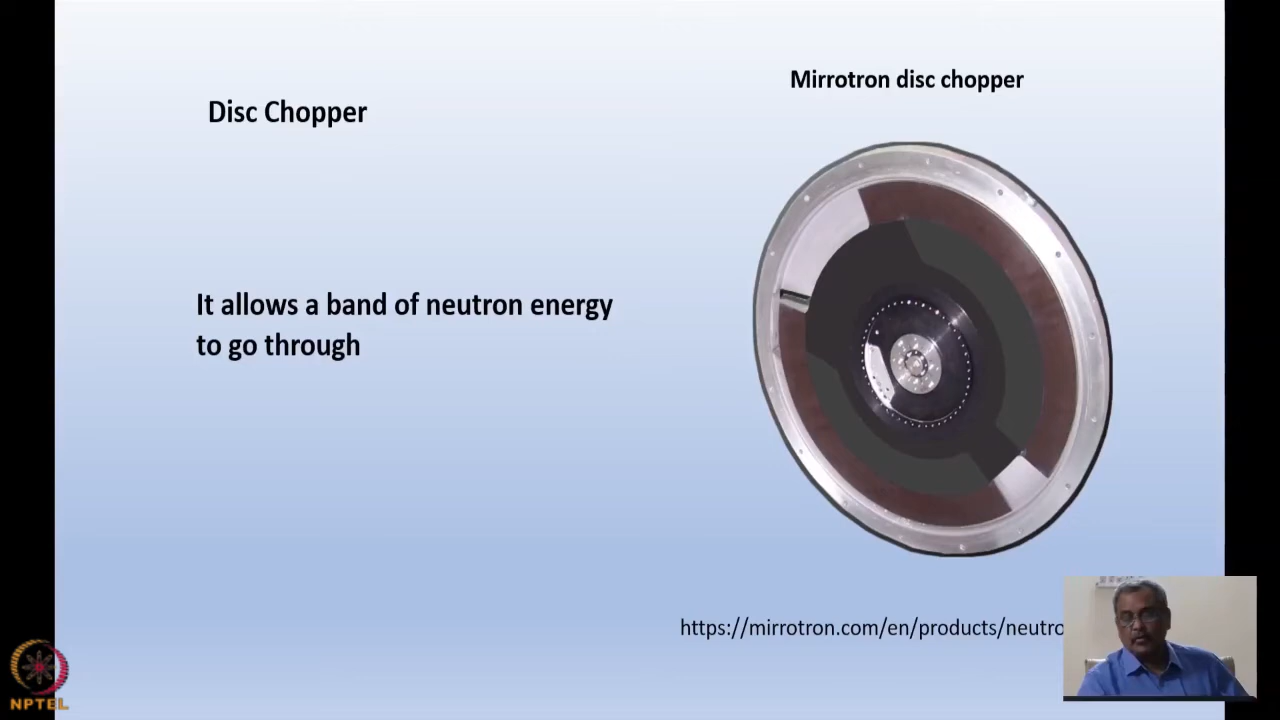 Mirrotron disc chopper
Disc Chopper
It allows a band of neutron energy
to go through
https://mirrotron.com/en/products/neutro
NPTEL